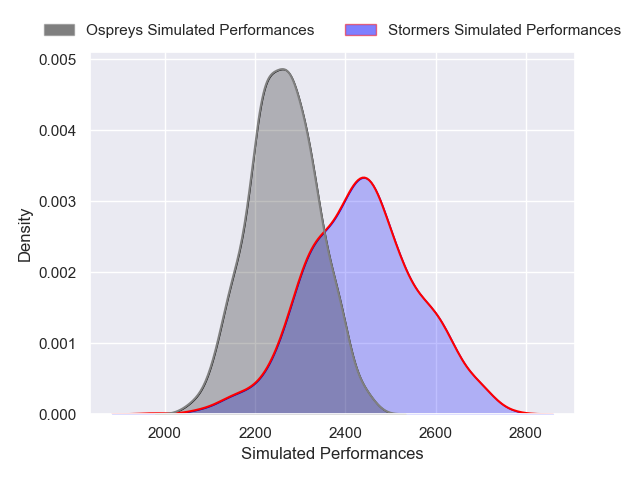 Ospreys Simulated Performances
Stormers Simulated Performances
0.005
0.004
0.003
0.002
0.001
0.000
Density
2000
2200
2400
2600
2800
Simulated Performances